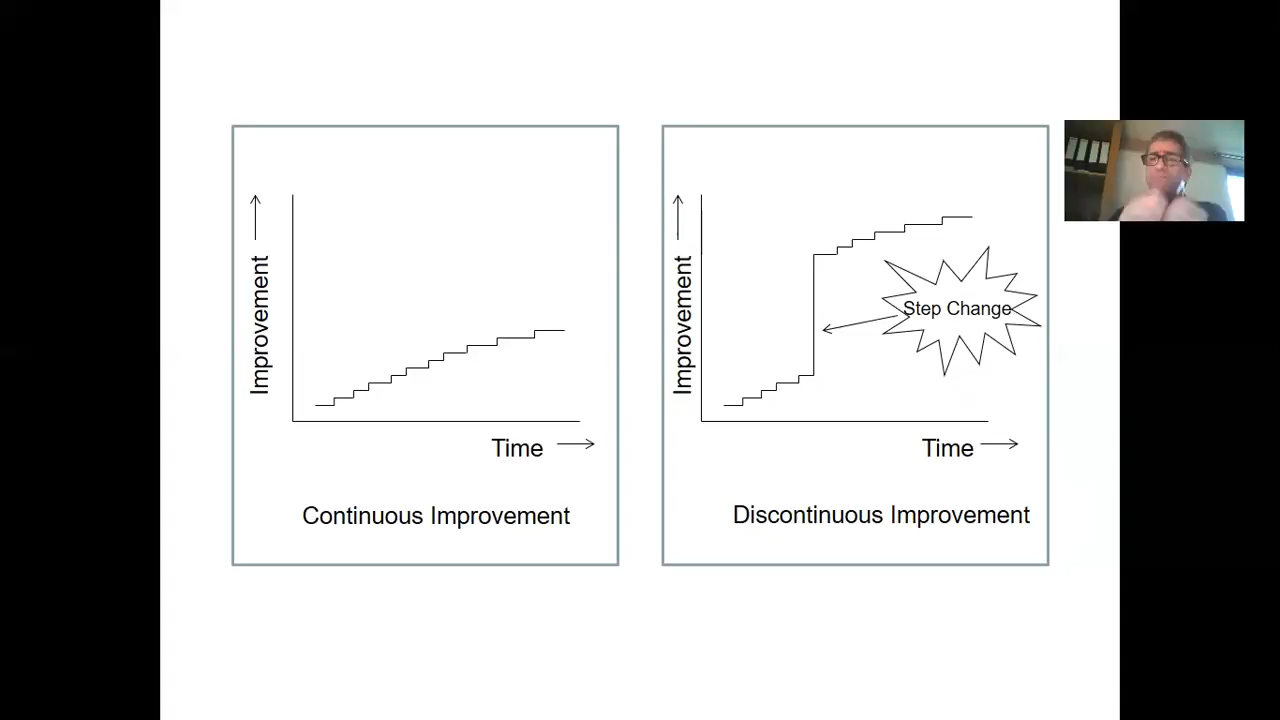 Improvement
Time
Continuous Improvement
Improvement
Step Change
Time
Discontinuous Improvement